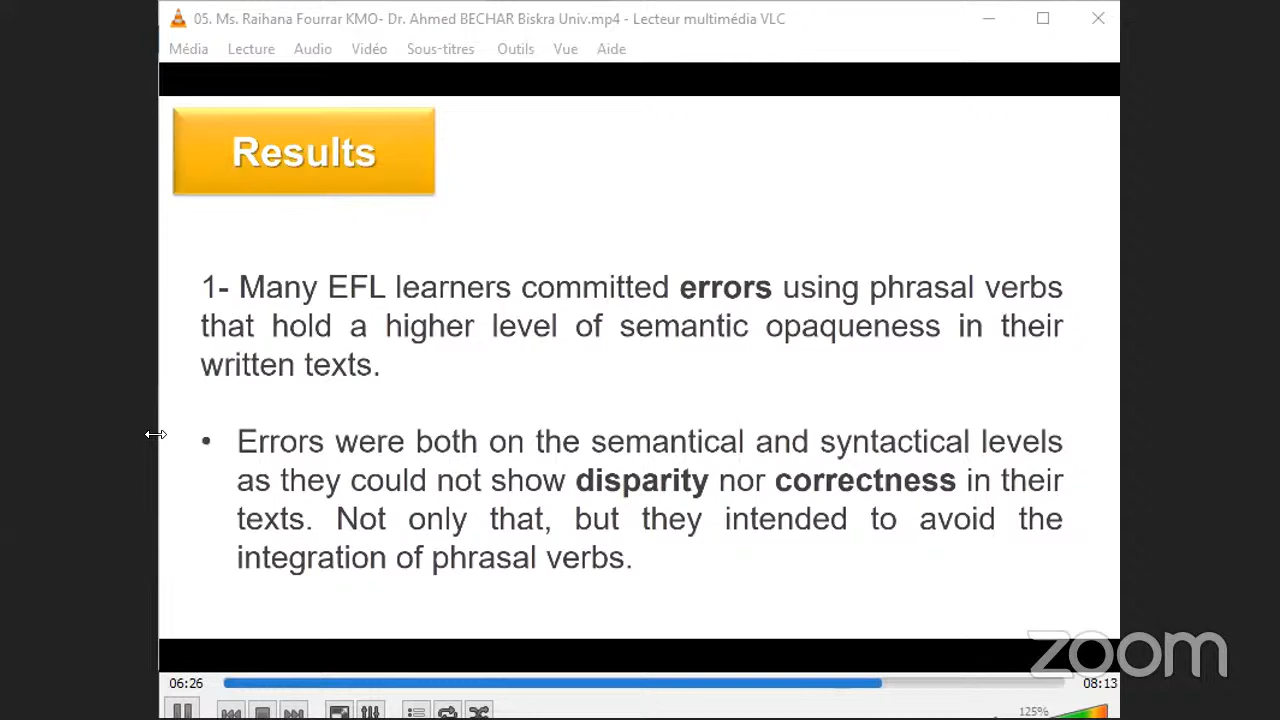 05. Ms. Raihana Fourrar KMO- Dr. Ahmed BECHAR Biskra Univ.mp4 - Lecteur multimédia VLC
Média Lecture Audio Vidéo Sous-titres Outils Vue Aide
Results
1- Many EFL learners committed errors using phrasal verbs
that hold a higher level of semantic opaqueness in their
written texts.
• Errors were both on the semantical and syntactical levels
as they could not show disparity nor correctness in their
texts. Not only that, but they intended to avoid the
integration of phrasal verbs.
zoom
06:26 08:13
125%